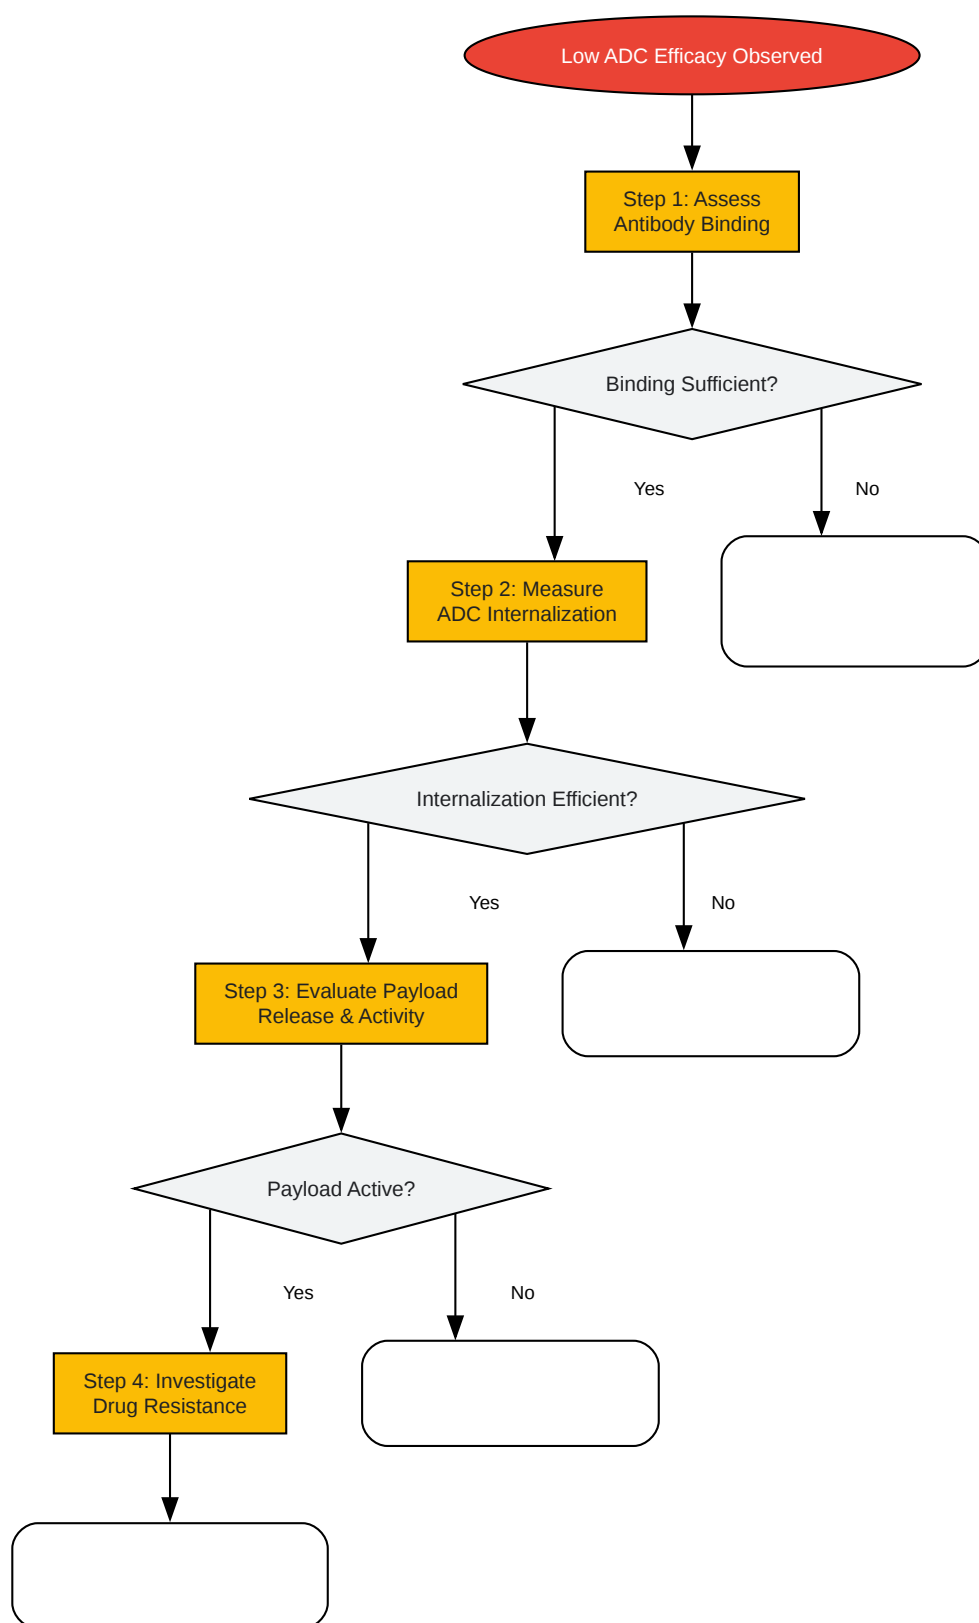 Low ADC Efficacy Observed
Step 1: Assess
Antibody Binding
Binding Sufficient?
Yes
No
Step 2: Measure
ADC Internalization
Internalization Efficient?
Yes
No
Step 3: Evaluate Payload
Release & Activity
Payload Active?
Yes
No
Step 4: Investigate
Drug Resistance